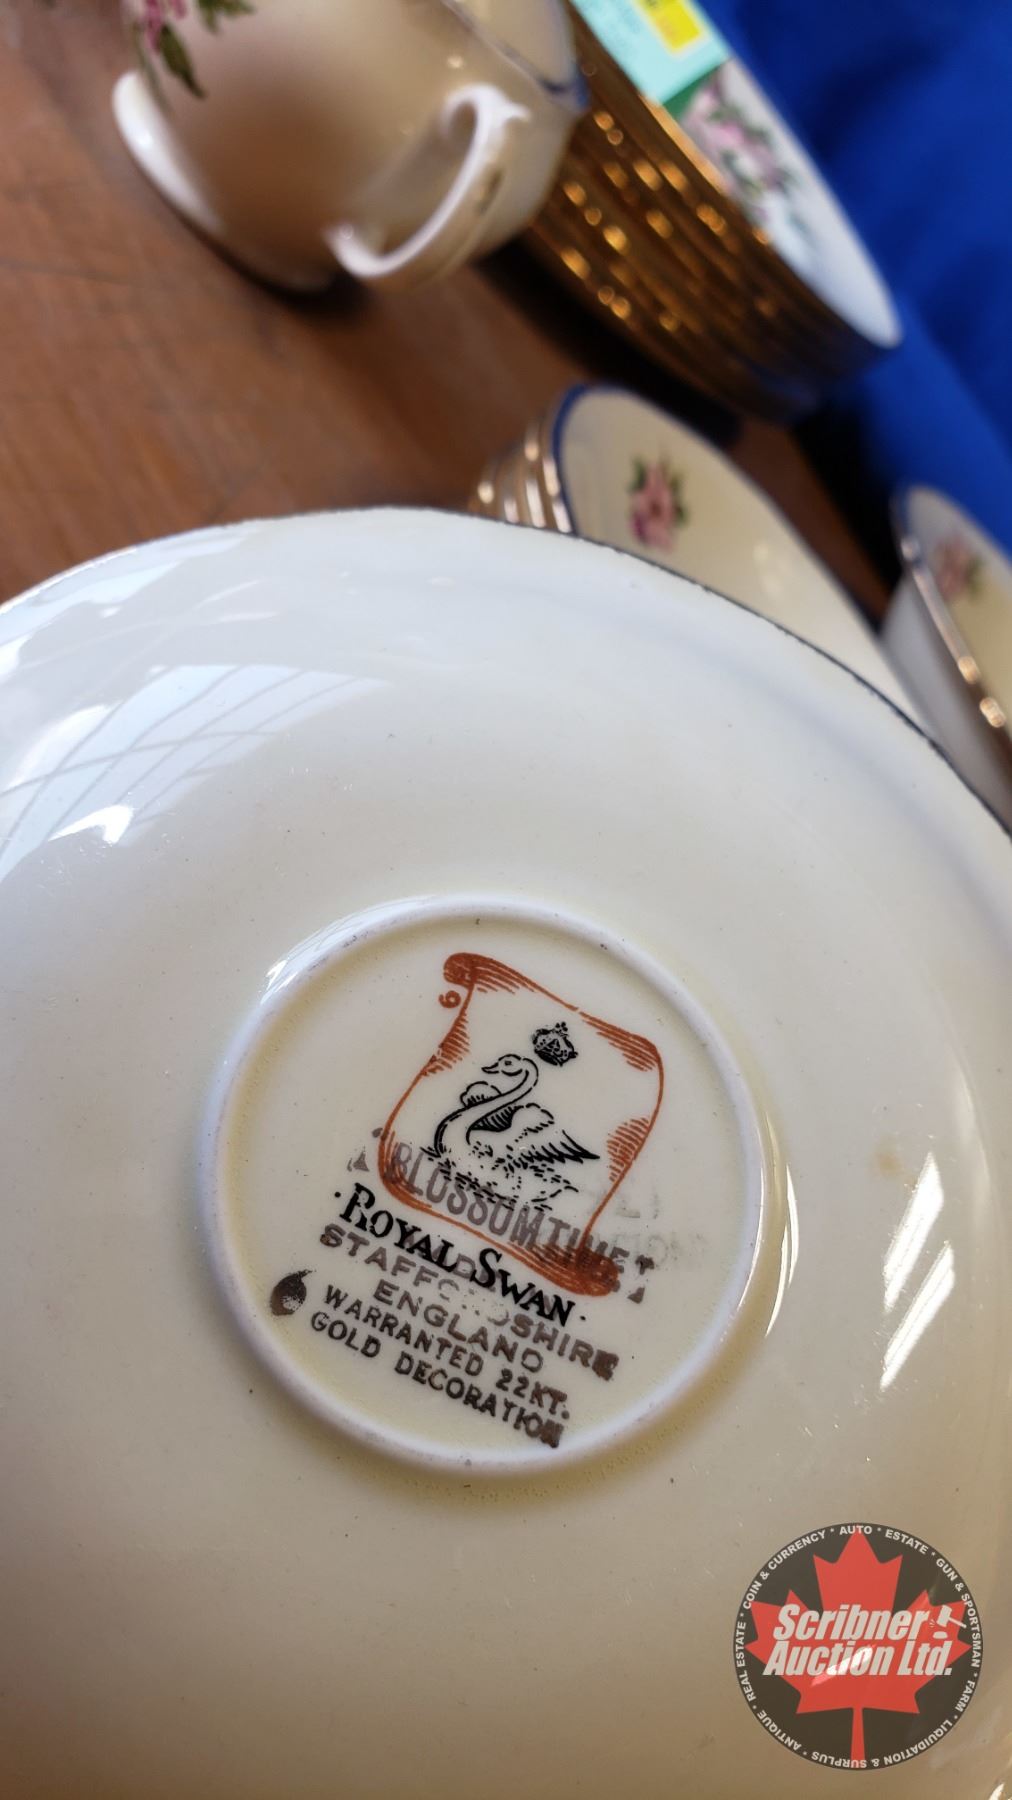 6
"BLOSSOMTIME"
·ROYAL SWAN·
STAFFORDSHIRE
ENGLAND
WARRANTED 22KT.
GOLD DECORATION
COIN & CURRENCY * AUTO * ESTATE * GUN & SPORTSMAN * FARM * LIQUIDATION & SURPLUS * ANTIQUE * REAL ESTATE *
Scribner
Auction Ltd.